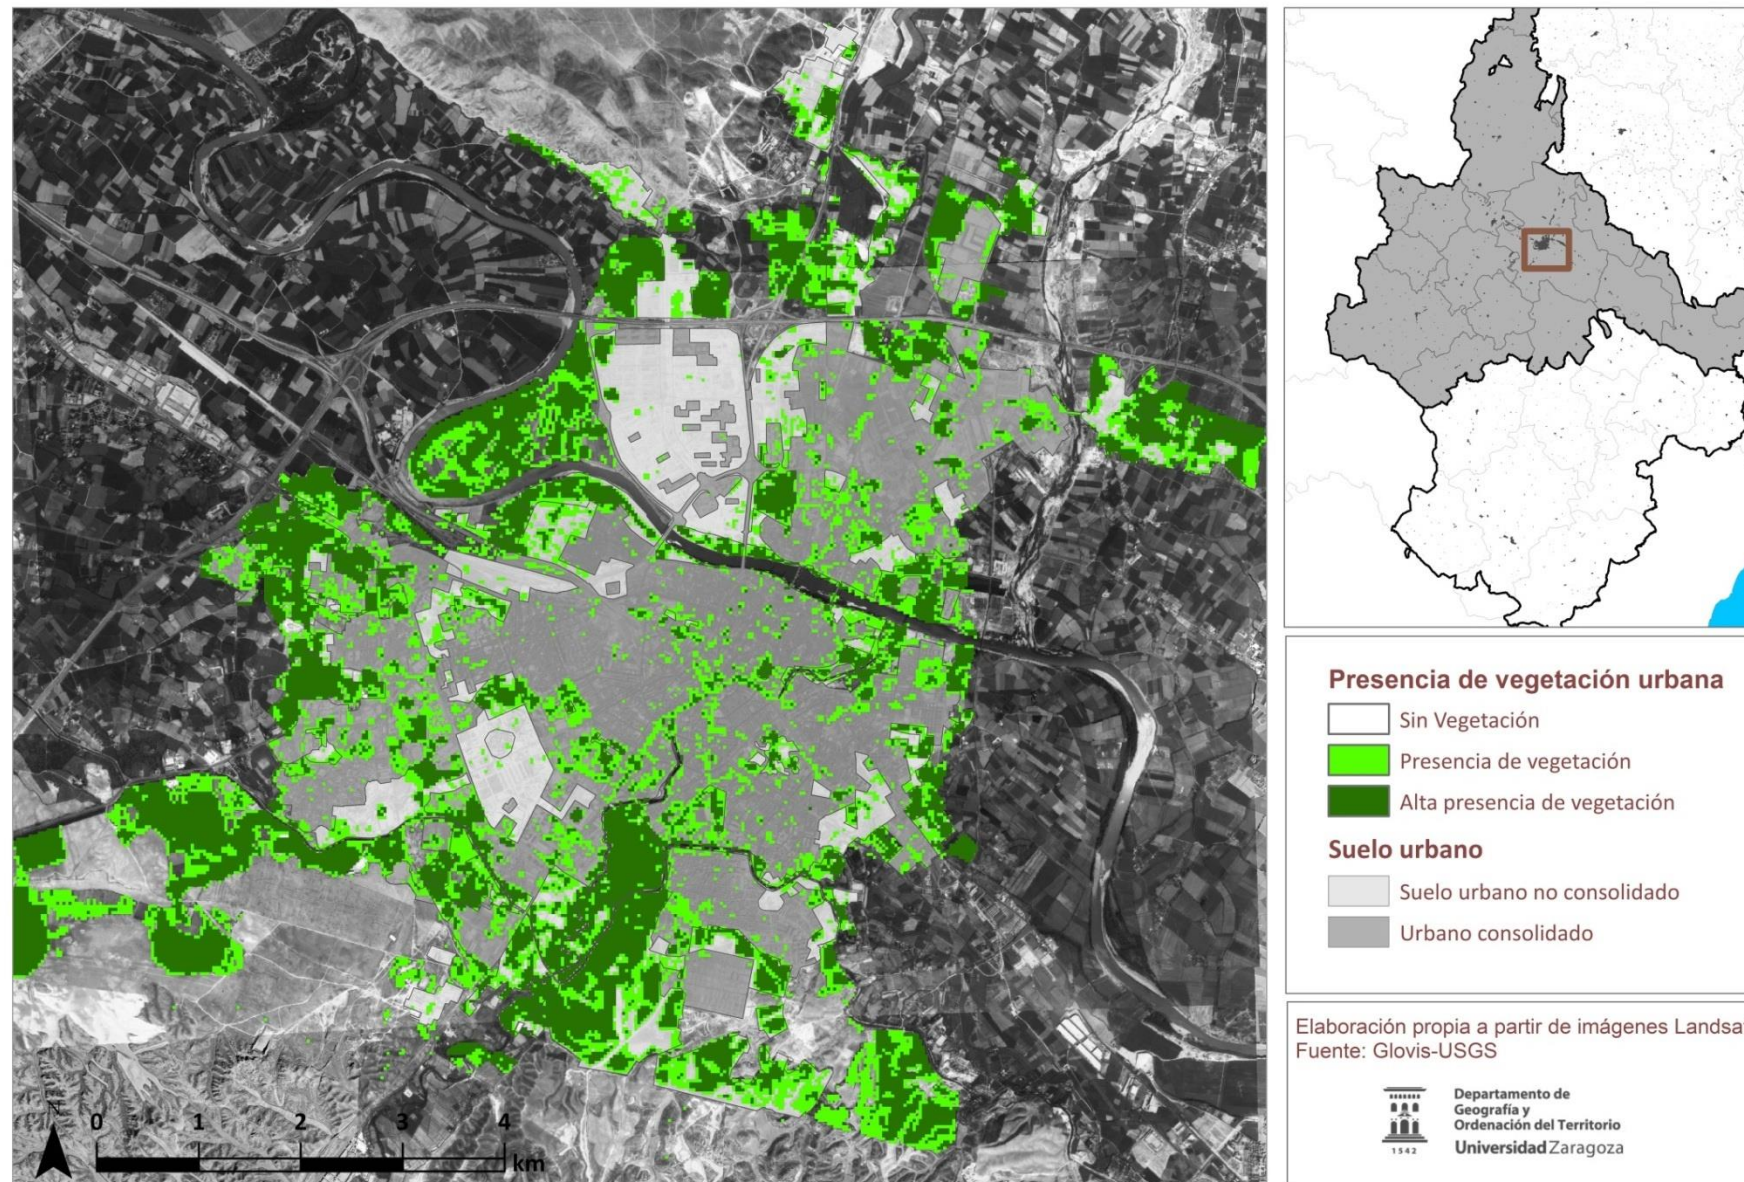 0 1 2 3 4
km
Presencia de vegetación urbana
Sin Vegetación
Presencia de vegetación
Alta presencia de vegetación
Suelo urbano
Suelo urbano no consolidado
Urbano consolidado
Elaboración propia a partir de imágenes Landsa
Fuente: Glovis-USGS
Departamento de
Geografía y
Ordenación del Territorio
Universidad Zaragoza
1542